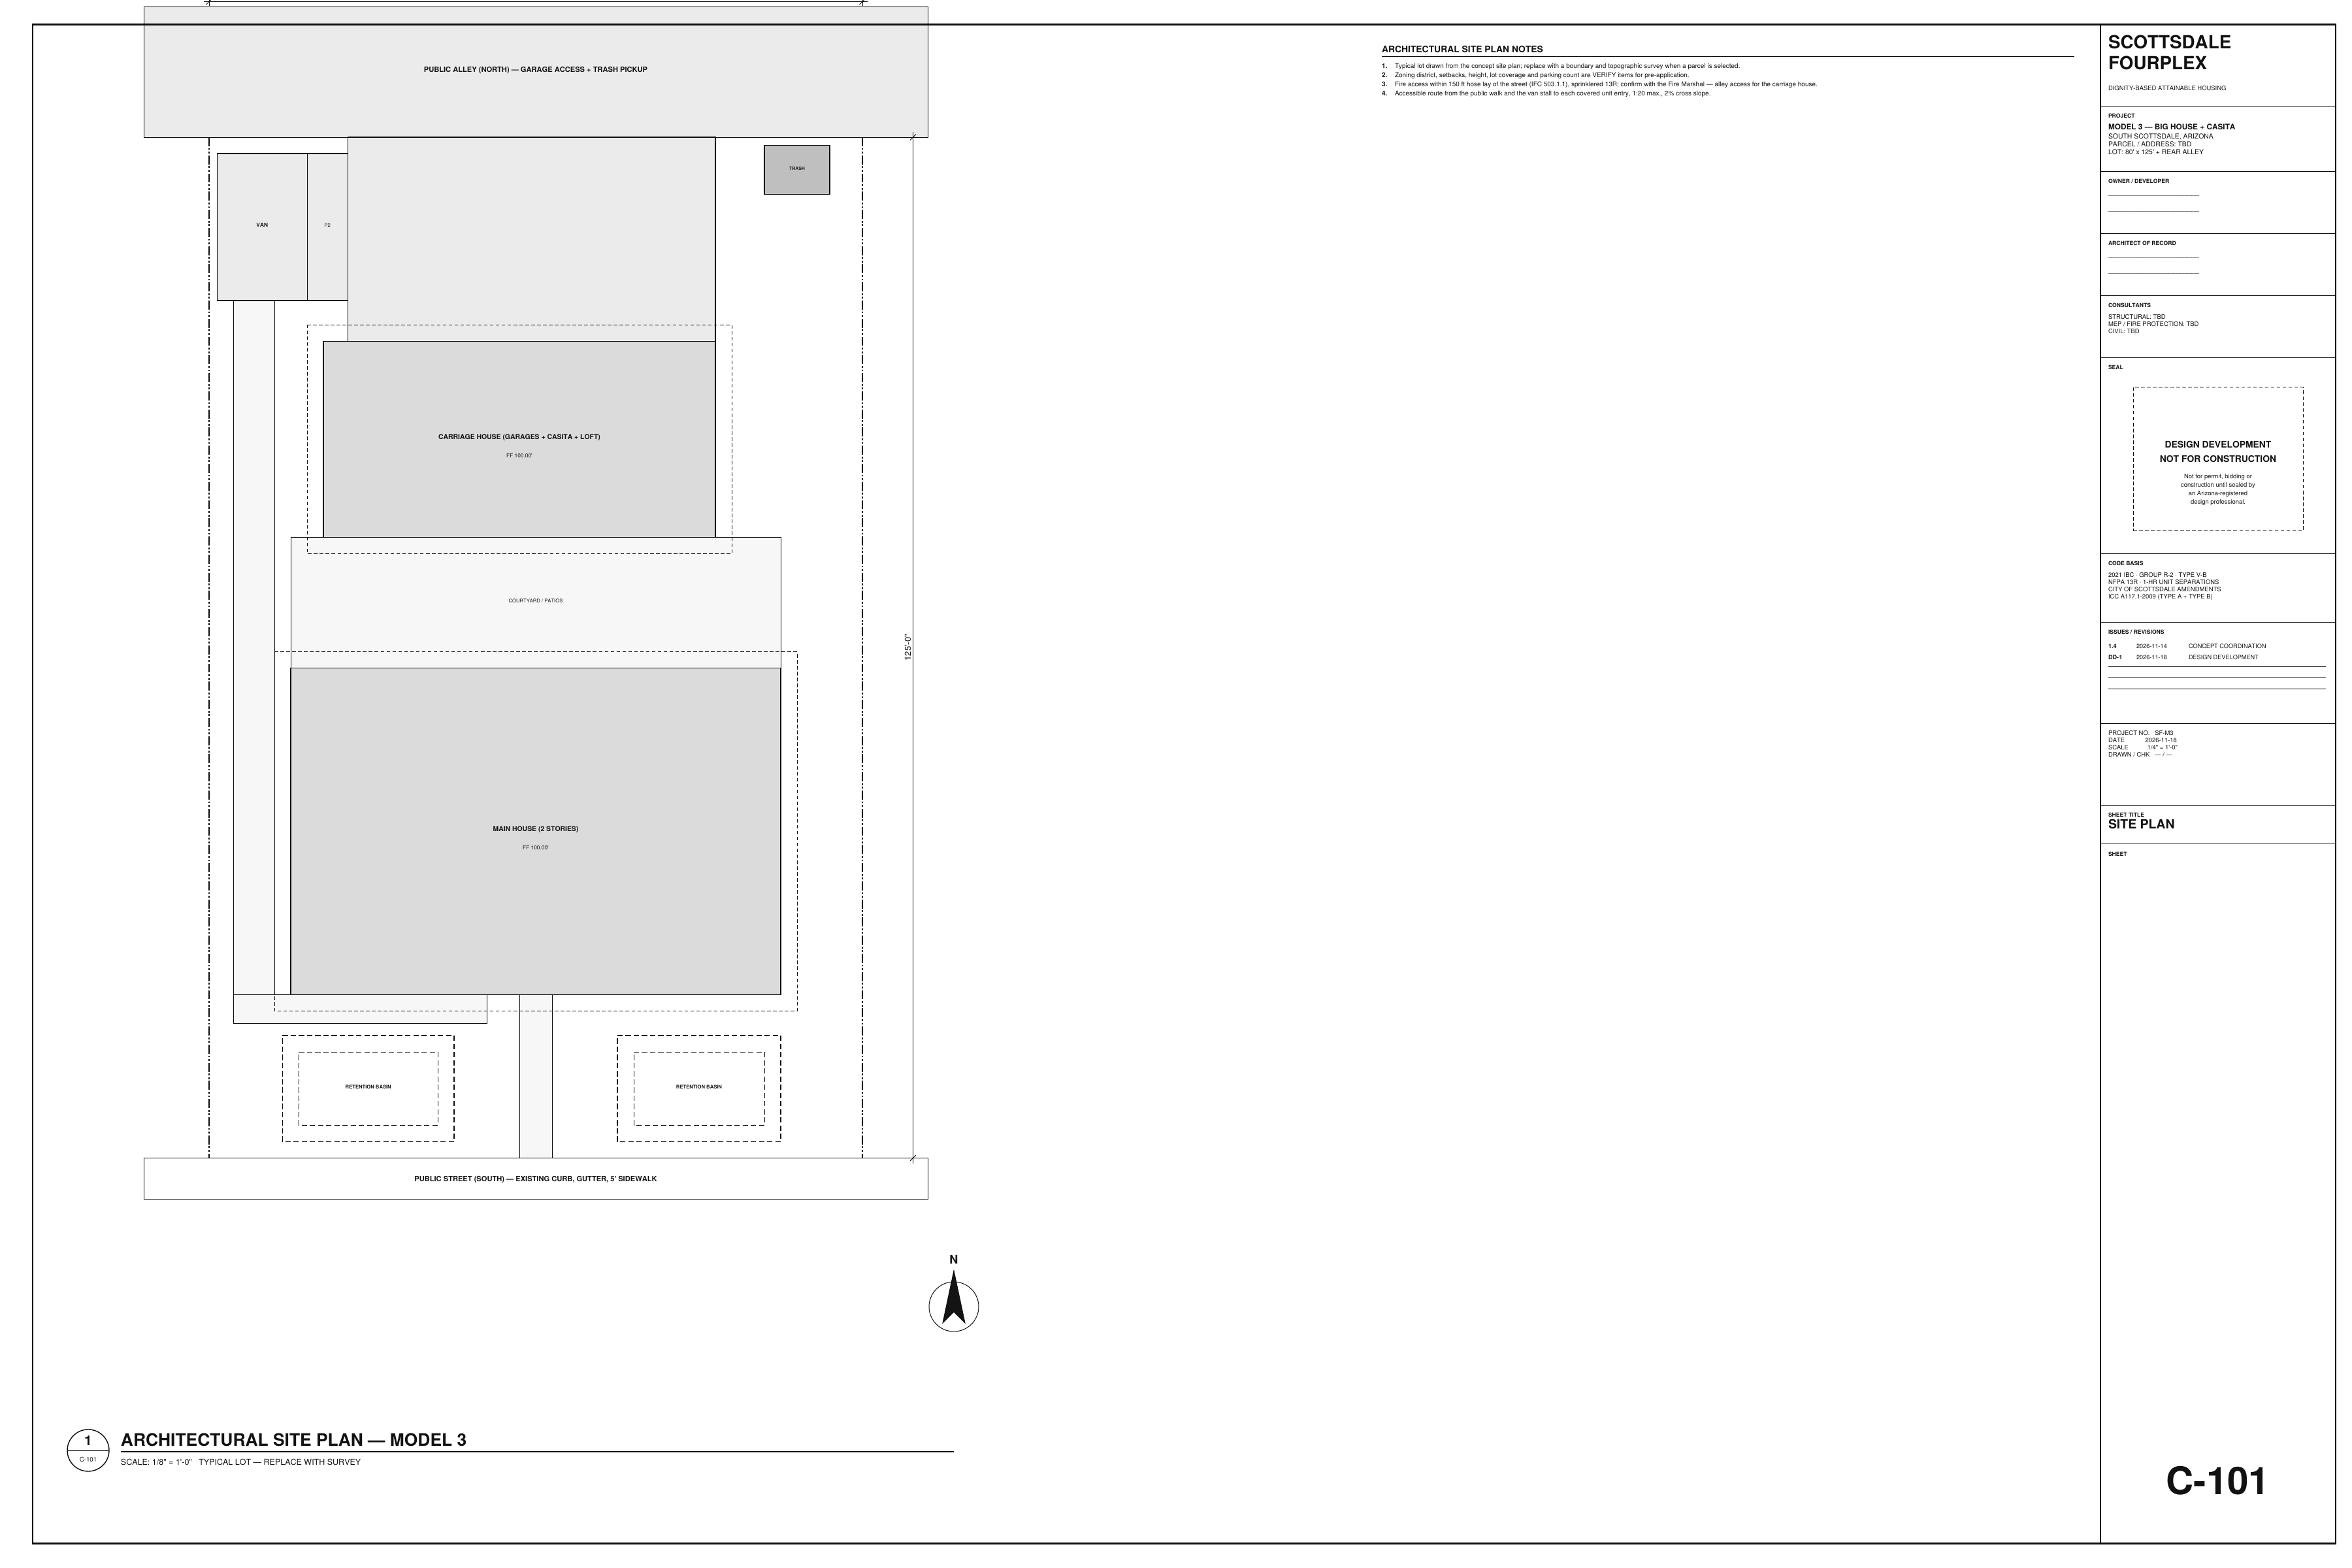 PUBLIC ALLEY (NORTH) — GARAGE ACCESS + TRASH PICKUP
TRASH
VAN
P2
CARRIAGE HOUSE (GARAGES + CASITA + LOFT)
FF 100.00'
COURTYARD / PATIOS
125'-0"
MAIN HOUSE (2 STORIES)
FF 100.00'
RETENTION BASIN
RETENTION BASIN
PUBLIC STREET (SOUTH) — EXISTING CURB, GUTTER, 5' SIDEWALK
N
1
C-101
ARCHITECTURAL SITE PLAN — MODEL 3
SCALE: 1/8" = 1'-0" TYPICAL LOT — REPLACE WITH SURVEY
ARCHITECTURAL SITE PLAN NOTES
1. Typical lot drawn from the concept site plan; replace with a boundary and topographic survey when a parcel is selected.
2. Zoning district, setbacks, height, lot coverage and parking count are VERIFY items for pre-application.
3. Fire access within 150 ft hose lay of the street (IFC 503.1.1), sprinklered 13R; confirm with the Fire Marshal — alley access for the carriage house.
4. Accessible route from the public walk and the van stall to each covered unit entry, 1:20 max., 2% cross slope.
SCOTTSDALE
FOURPLEX
DIGNITY-BASED ATTAINABLE HOUSING
PROJECT
MODEL 3 — BIG HOUSE + CASITA
SOUTH SCOTTSDALE, ARIZONA
PARCEL / ADDRESS: TBD
LOT: 80' x 125' + REAR ALLEY
OWNER / DEVELOPER
ARCHITECT OF RECORD
CONSULTANTS
STRUCTURAL: TBD
MEP / FIRE PROTECTION: TBD
CIVIL: TBD
SEAL
DESIGN DEVELOPMENT
NOT FOR CONSTRUCTION
Not for permit, bidding or
construction until sealed by
an Arizona-registered
design professional.
CODE BASIS
2021 IBC · GROUP R-2 · TYPE V-B
NFPA 13R · 1-HR UNIT SEPARATIONS
CITY OF SCOTTSDALE AMENDMENTS
ICC A117.1-2009 (TYPE A + TYPE B)
ISSUES / REVISIONS
1.4 2026-11-14 CONCEPT COORDINATION
DD-1 2026-11-18 DESIGN DEVELOPMENT
PROJECT NO. SF-M3
DATE 2026-11-18
SCALE 1/4" = 1'-0"
DRAWN / CHK — / —
SHEET TITLE
SITE PLAN
SHEET
C-101